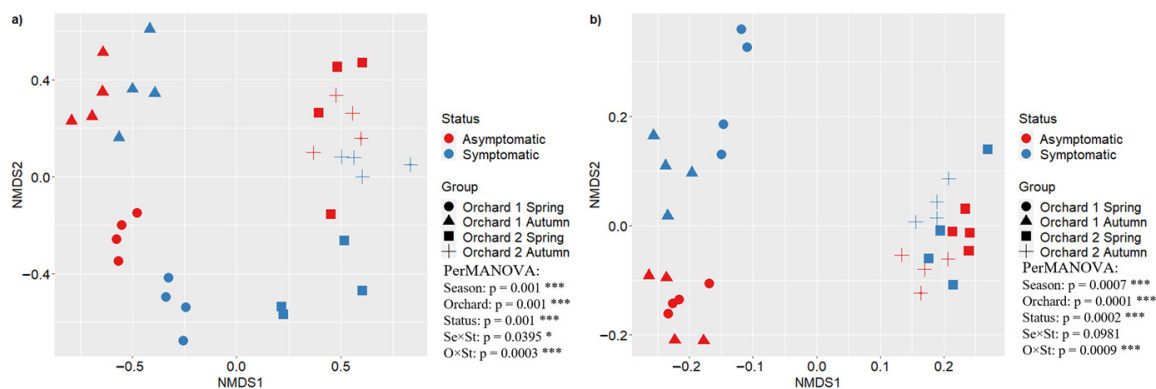 a)
0.4
0.0
−0.4
NMDS2
−0.5
0.0
0.5
NMDS1
Status
Asymptomatic
Symptomatic
Group
Orchard 1 Spring
Orchard 1 Autumn
Orchard 2 Spring
Orchard 2 Autumn
PerMANOVA:
Season: p = 0.001 ***
Orchard: p = 0.001 ***
Status: p = 0.001 ***
Se×St: p = 0.0395 *
O×St: p = 0.0003 ***
b)
0.2
0.0
−0.2
NMDS2
−0.2
−0.1
0.0
0.1
0.2
NMDS1
Status
Asymptomatic
Symptomatic
Group
Orchard 1 Spring
Orchard 1 Autumn
Orchard 2 Spring
Orchard 2 Autumn
PerMANOVA:
Season: p = 0.0007 ***
Orchard: p = 0.0001 ***
Status: p = 0.0002 ***
Se×St: p = 0.0981
O×St: p = 0.0009 ***